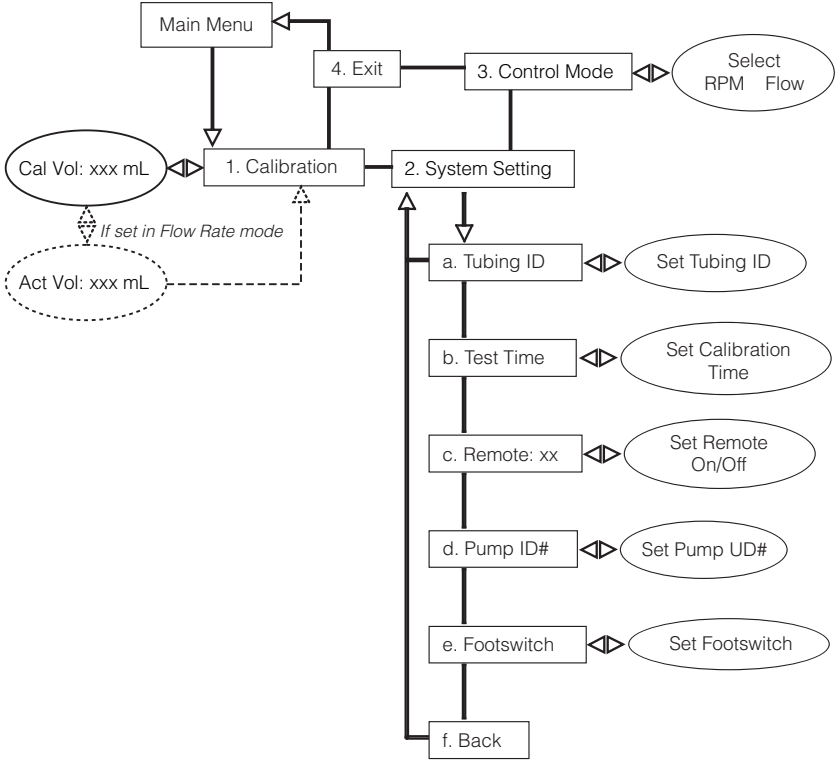 Main Menu
4. Exit
3. Control Mode
Select
RPM Flow
Cal Vol: xxx mL
1. Calibration
2. System Setting
If set in Flow Rate mode
Act Vol: xxx mL
a. Tubing ID
Set Tubing ID
b. Test Time
Set Calibration
Time
c. Remote: xx
Set Remote
On/Off
d. Pump ID#
Set Pump UD#
e. Footswitch
Set Footswitch
f. Back